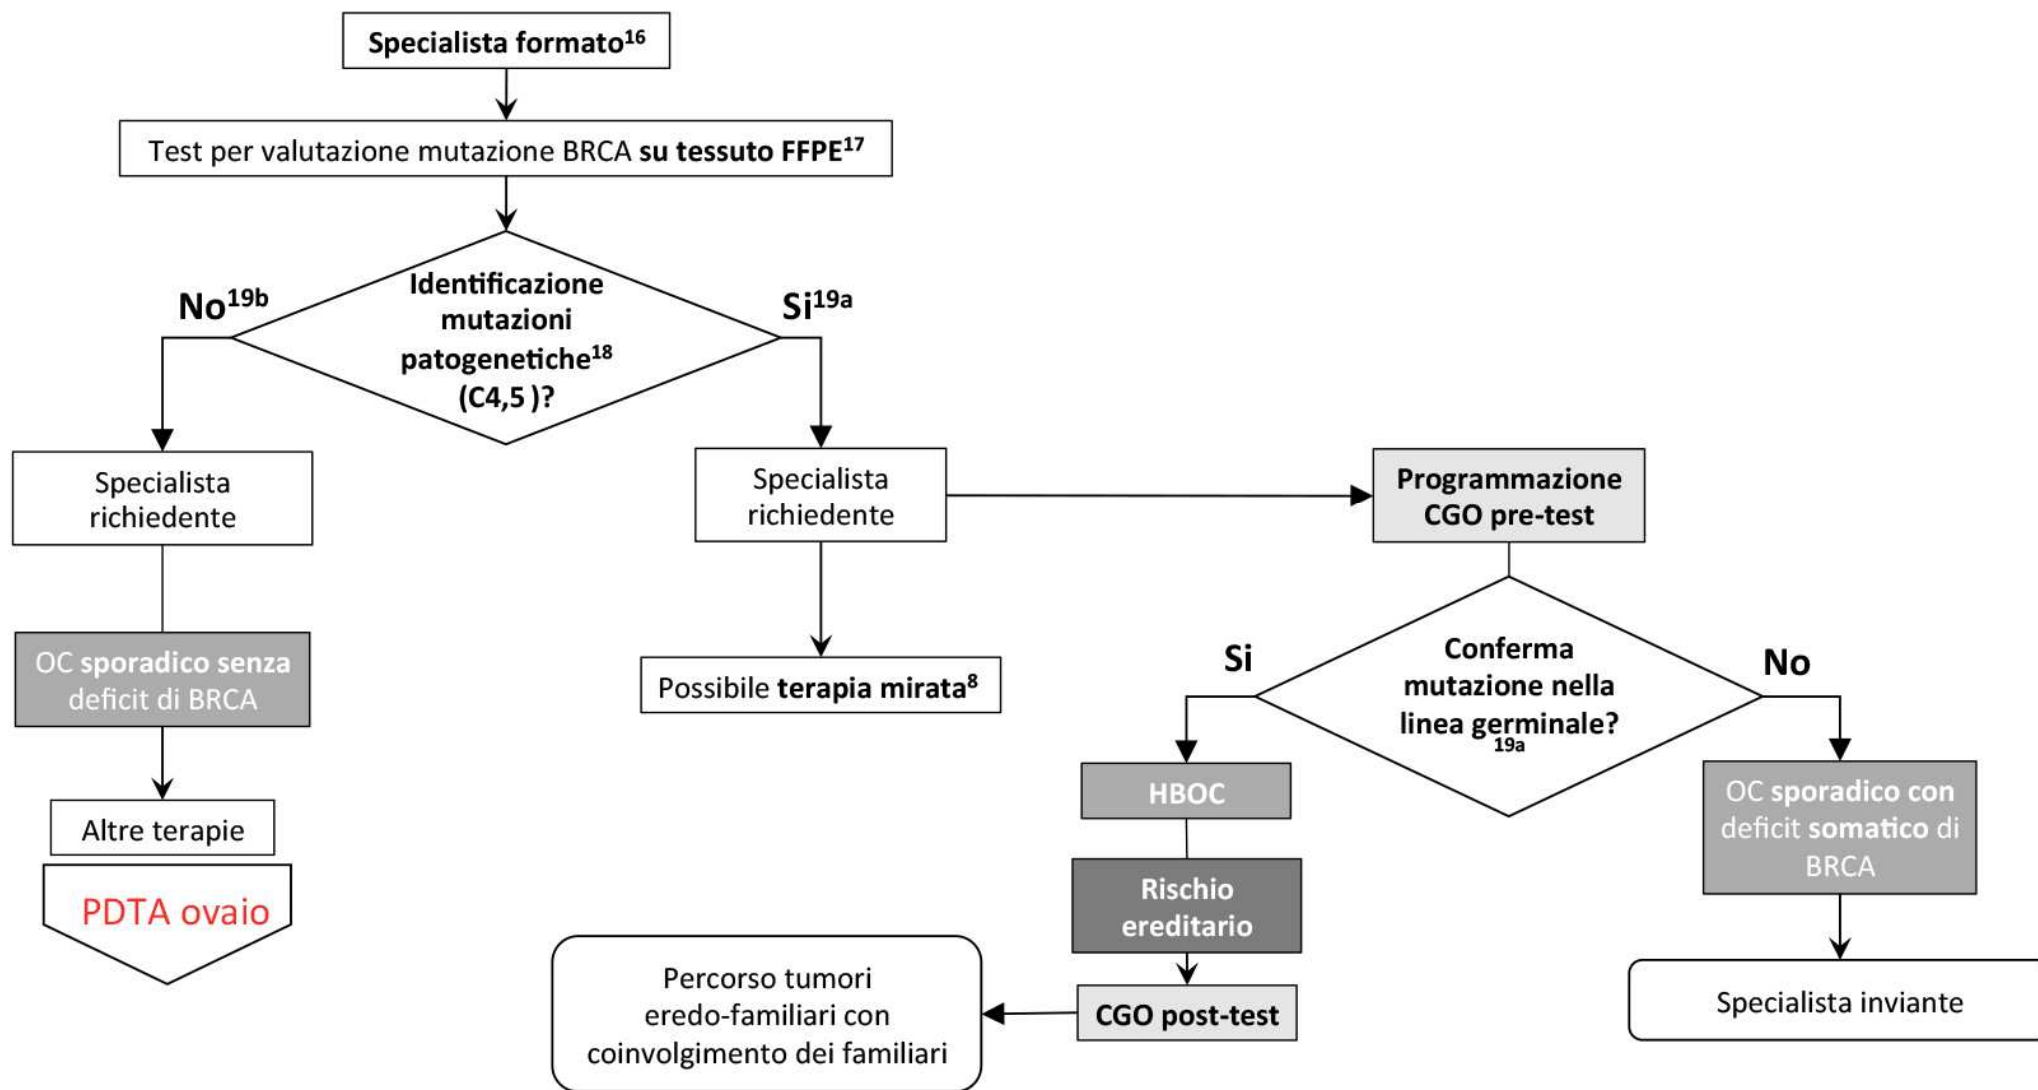 Specialista formato16
Test per valutazione mutazione BRCA su tessuto FFPE17
Identificazione
mutazioni
patogenetiche18
(C4,5 )?
No19b
Si19a
Specialista
richiedente
Specialista
richiedente
Programmazione
CGO pre-test
OC sporadico senza
deficit di BRCA
Possibile terapia mirata8
Conferma
mutazione nella
linea germinale?
19a
Si
No
Altre terapie
PDTA ovaio
HBOC
Rischio
ereditario
CGO post-test
Percorso tumori
eredo-familiari con
coinvolgimento dei familiari
OC sporadico con
deficit somatico di
BRCA
Specialista inviante